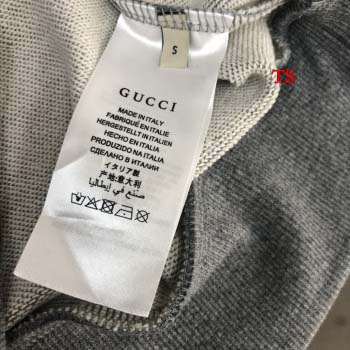 S
TS
GUCCI
MADE IN ITALY
FABRIQUÉ EN ITALIE
HERGESTELLT IN ITALIEN
HECHO EN ITALIA
PRODUZIDO NA ITALIA
СДЕЛАНО В ИТАЛИИ
イタリア製
产地:意大利
صنع في إيطاليا